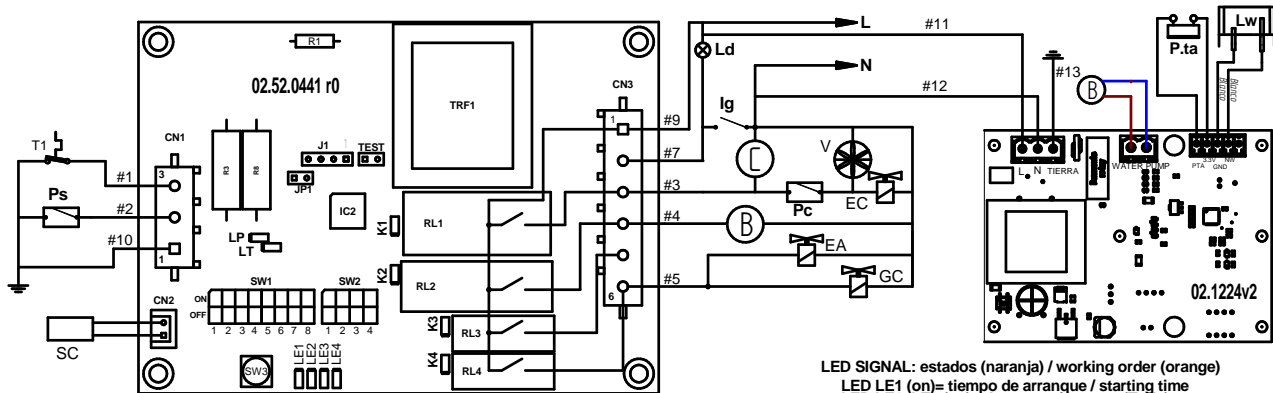 R1
02.52.0441 r0
TRF1
CN3
1
6
CN1
3
1
T1
#1
Ps
#2
#10
R3
R8
J1
1
TEST
JP1
IC2
LP
LT
K1
RL1
K2
RL2
K3
RL3
K4
RL4
SW1
ON
OFF
1 2 3 4 5 6 7 8
SW2
1 2 3 4
CN2
SC
SW3
LE1
LE2
LE3
LE4
#9
#7
#3
#4
#5
L
#11
Ld
N
#12
Ig
C
V
Pc
EC
B
EA
GC
#13
B
P.ta
Lw
BLANCO
BLANCO
L N TIERRA
WATER PUMP
PTA
3.3V
GND
NW
02.1224v2
LED SIGNAL: estados (naranja) / working order (orange)
LED LE1 (on)= tiempo de arranque / starting time